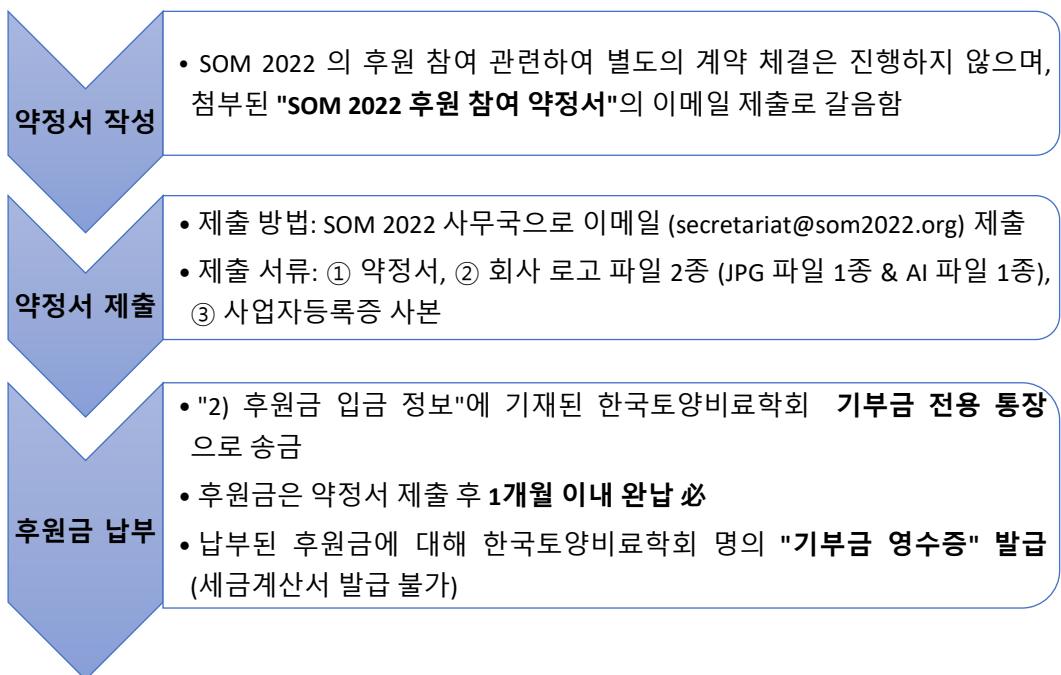 약정서 작성
• SOM 2022 의 후원 참여 관련하여 별도의 계약 체결은 진행하지 않으며,
첨부된 "SOM 2022 후원 참여 약정서"의 이메일 제출로 갈음함
약정서 제출
• 제출 방법: SOM 2022 사무국으로 이메일 (secretariat@som2022.org) 제출
• 제출 서류: ① 약정서, ② 회사 로고 파일 2종 (JPG 파일 1종 & AI 파일 1종),
③ 사업자등록증 사본
후원금 납부
• "2) 후원금 입금 정보"에 기재된 한국토양비료학회 기부금 전용 통장
으로 송금
• 후원금은 약정서 제출 후 1개월 이내 완납 必
• 납부된 후원금에 대해 한국토양비료학회 명의 "기부금 영수증" 발급
(세금계산서 발급 불가)